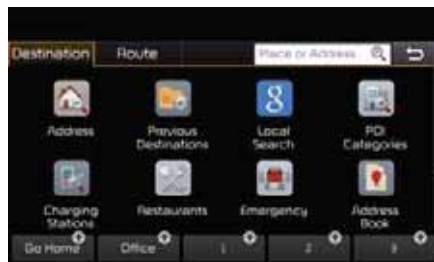 Destination Route Place or Address
Address Previous Destinations Local Search POI Categories
Charging Stations Restaurants Emergency Address Book
Go Home Office 1 2 3